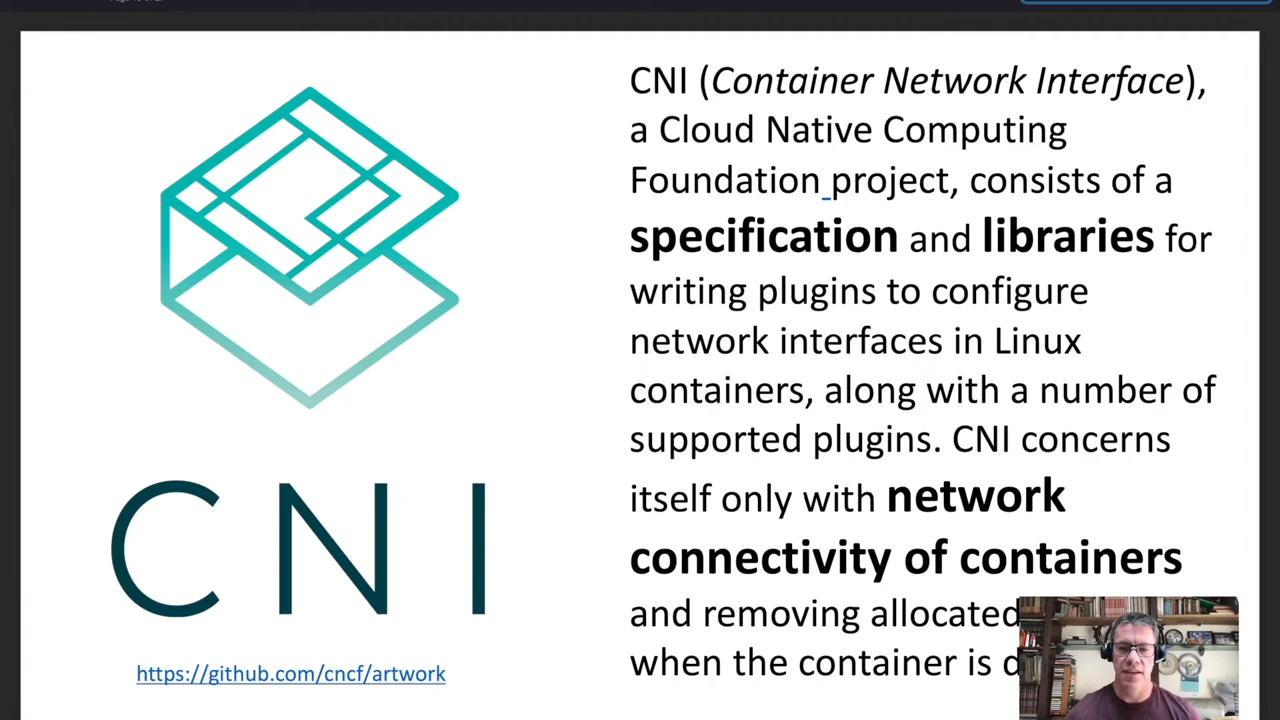 CNI (Container Network Interface),
a Cloud Native Computing
Foundation project, consists of a
specification and libraries for
writing plugins to configure
network interfaces in Linux
containers, along with a number of
supported plugins. CNI concerns
itself only with network
connectivity of containers
and removing allocated
when the container is
CNI
https://github.com/cncf/artwork